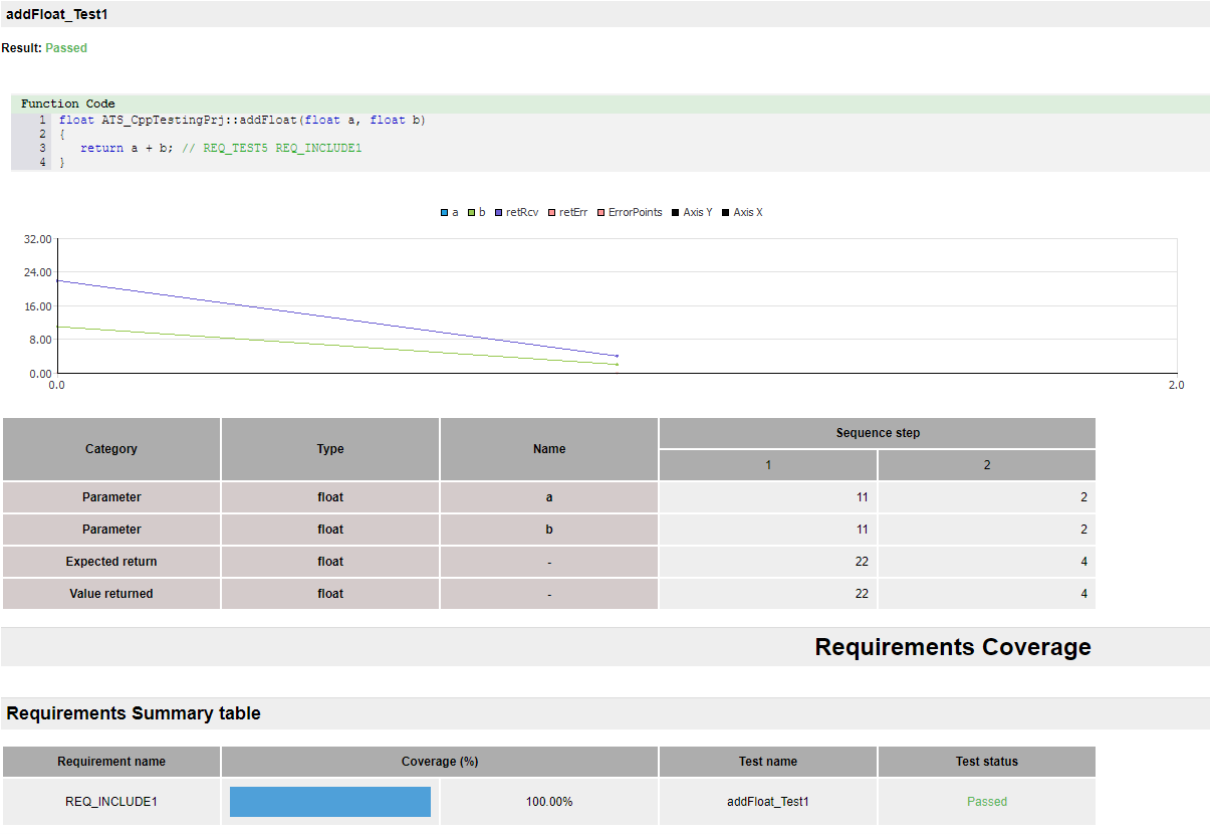 addFloat_Test1
Result: Passed
Function Code
1 float ATS_CppTestingPrj::addFloat(float a, float b)
2 {
3 return a + b; // REQ_TEST5 REQ_INCLUDE1
4 }
a b retRcv retErr ErrorPoints Axis Y Axis X
32.00
24.00
16.00
8.00
0.00
0.0 2.0
Category Type Name Sequence step
1 2
Parameter float a 11 2
Parameter float b 11 2
Expected return float - 22 4
Value returned float - 22 4
Requirements Coverage
Requirements Summary table
Requirement name Coverage (%) Test name Test status
REQ_INCLUDE1 100.00% addFloat_Test1 Passed